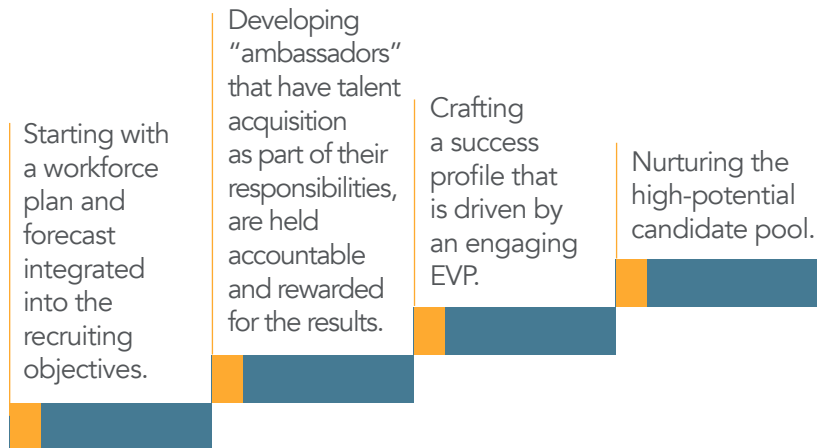 Starting with
a workforce
plan and
forecast
integrated
into the
recruiting
objectives.
Developing
“ambassadors”
that have talent
acquisition
as part of their
responsibilities,
are held
accountable
and rewarded
for the results.
Crafting
a success
profile that
is driven by
an engaging
EVP.
Nurturing the
high-potential
candidate pool.